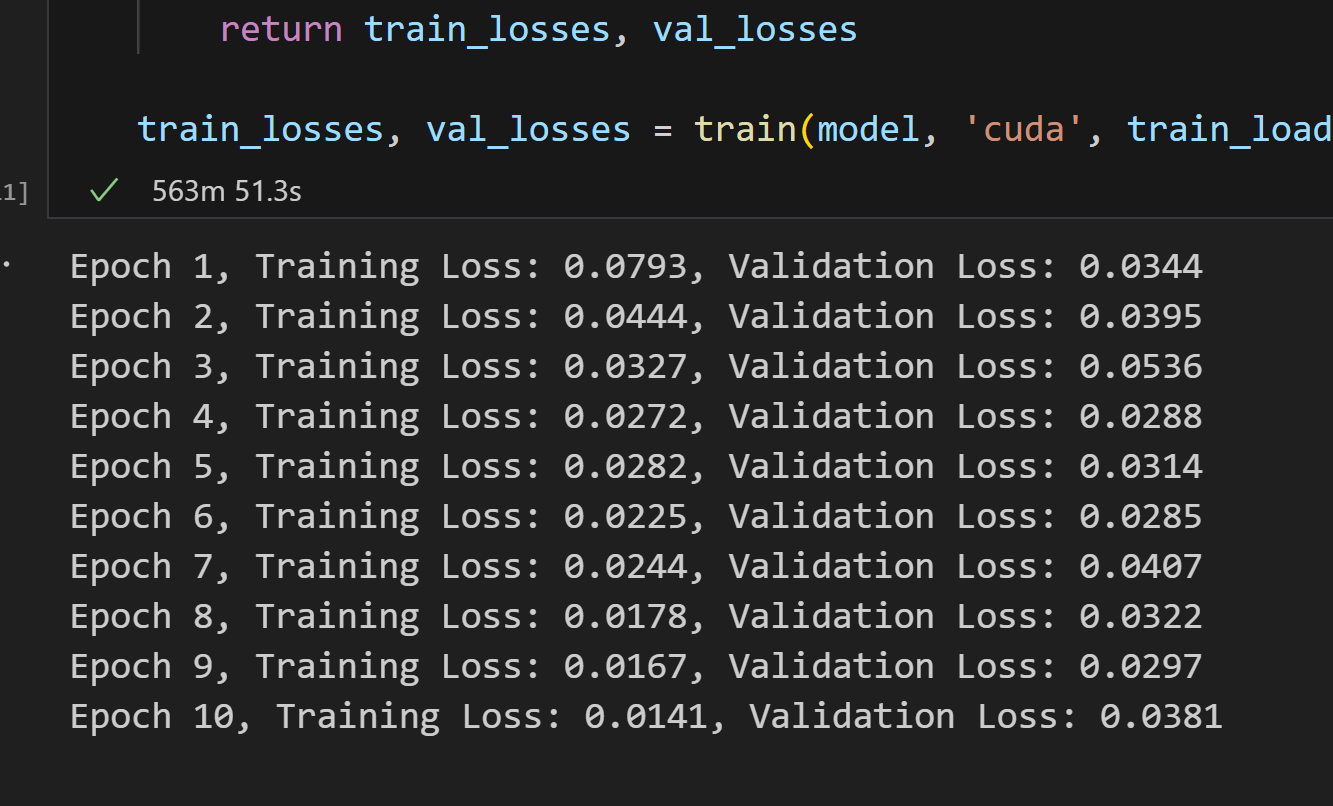 return train_losses, val_losses
train_losses, val_losses = train(model, 'cuda', train_load
1]
563m 51.3s
Epoch 1, Training Loss: 0.0793, Validation Loss: 0.0344
Epoch 2, Training Loss: 0.0444, Validation Loss: 0.0395
Epoch 3, Training Loss: 0.0327, Validation Loss: 0.0536
Epoch 4, Training Loss: 0.0272, Validation Loss: 0.0288
Epoch 5, Training Loss: 0.0282, Validation Loss: 0.0314
Epoch 6, Training Loss: 0.0225, Validation Loss: 0.0285
Epoch 7, Training Loss: 0.0244, Validation Loss: 0.0407
Epoch 8, Training Loss: 0.0178, Validation Loss: 0.0322
Epoch 9, Training Loss: 0.0167, Validation Loss: 0.0297
Epoch 10, Training Loss: 0.0141, Validation Loss: 0.0381